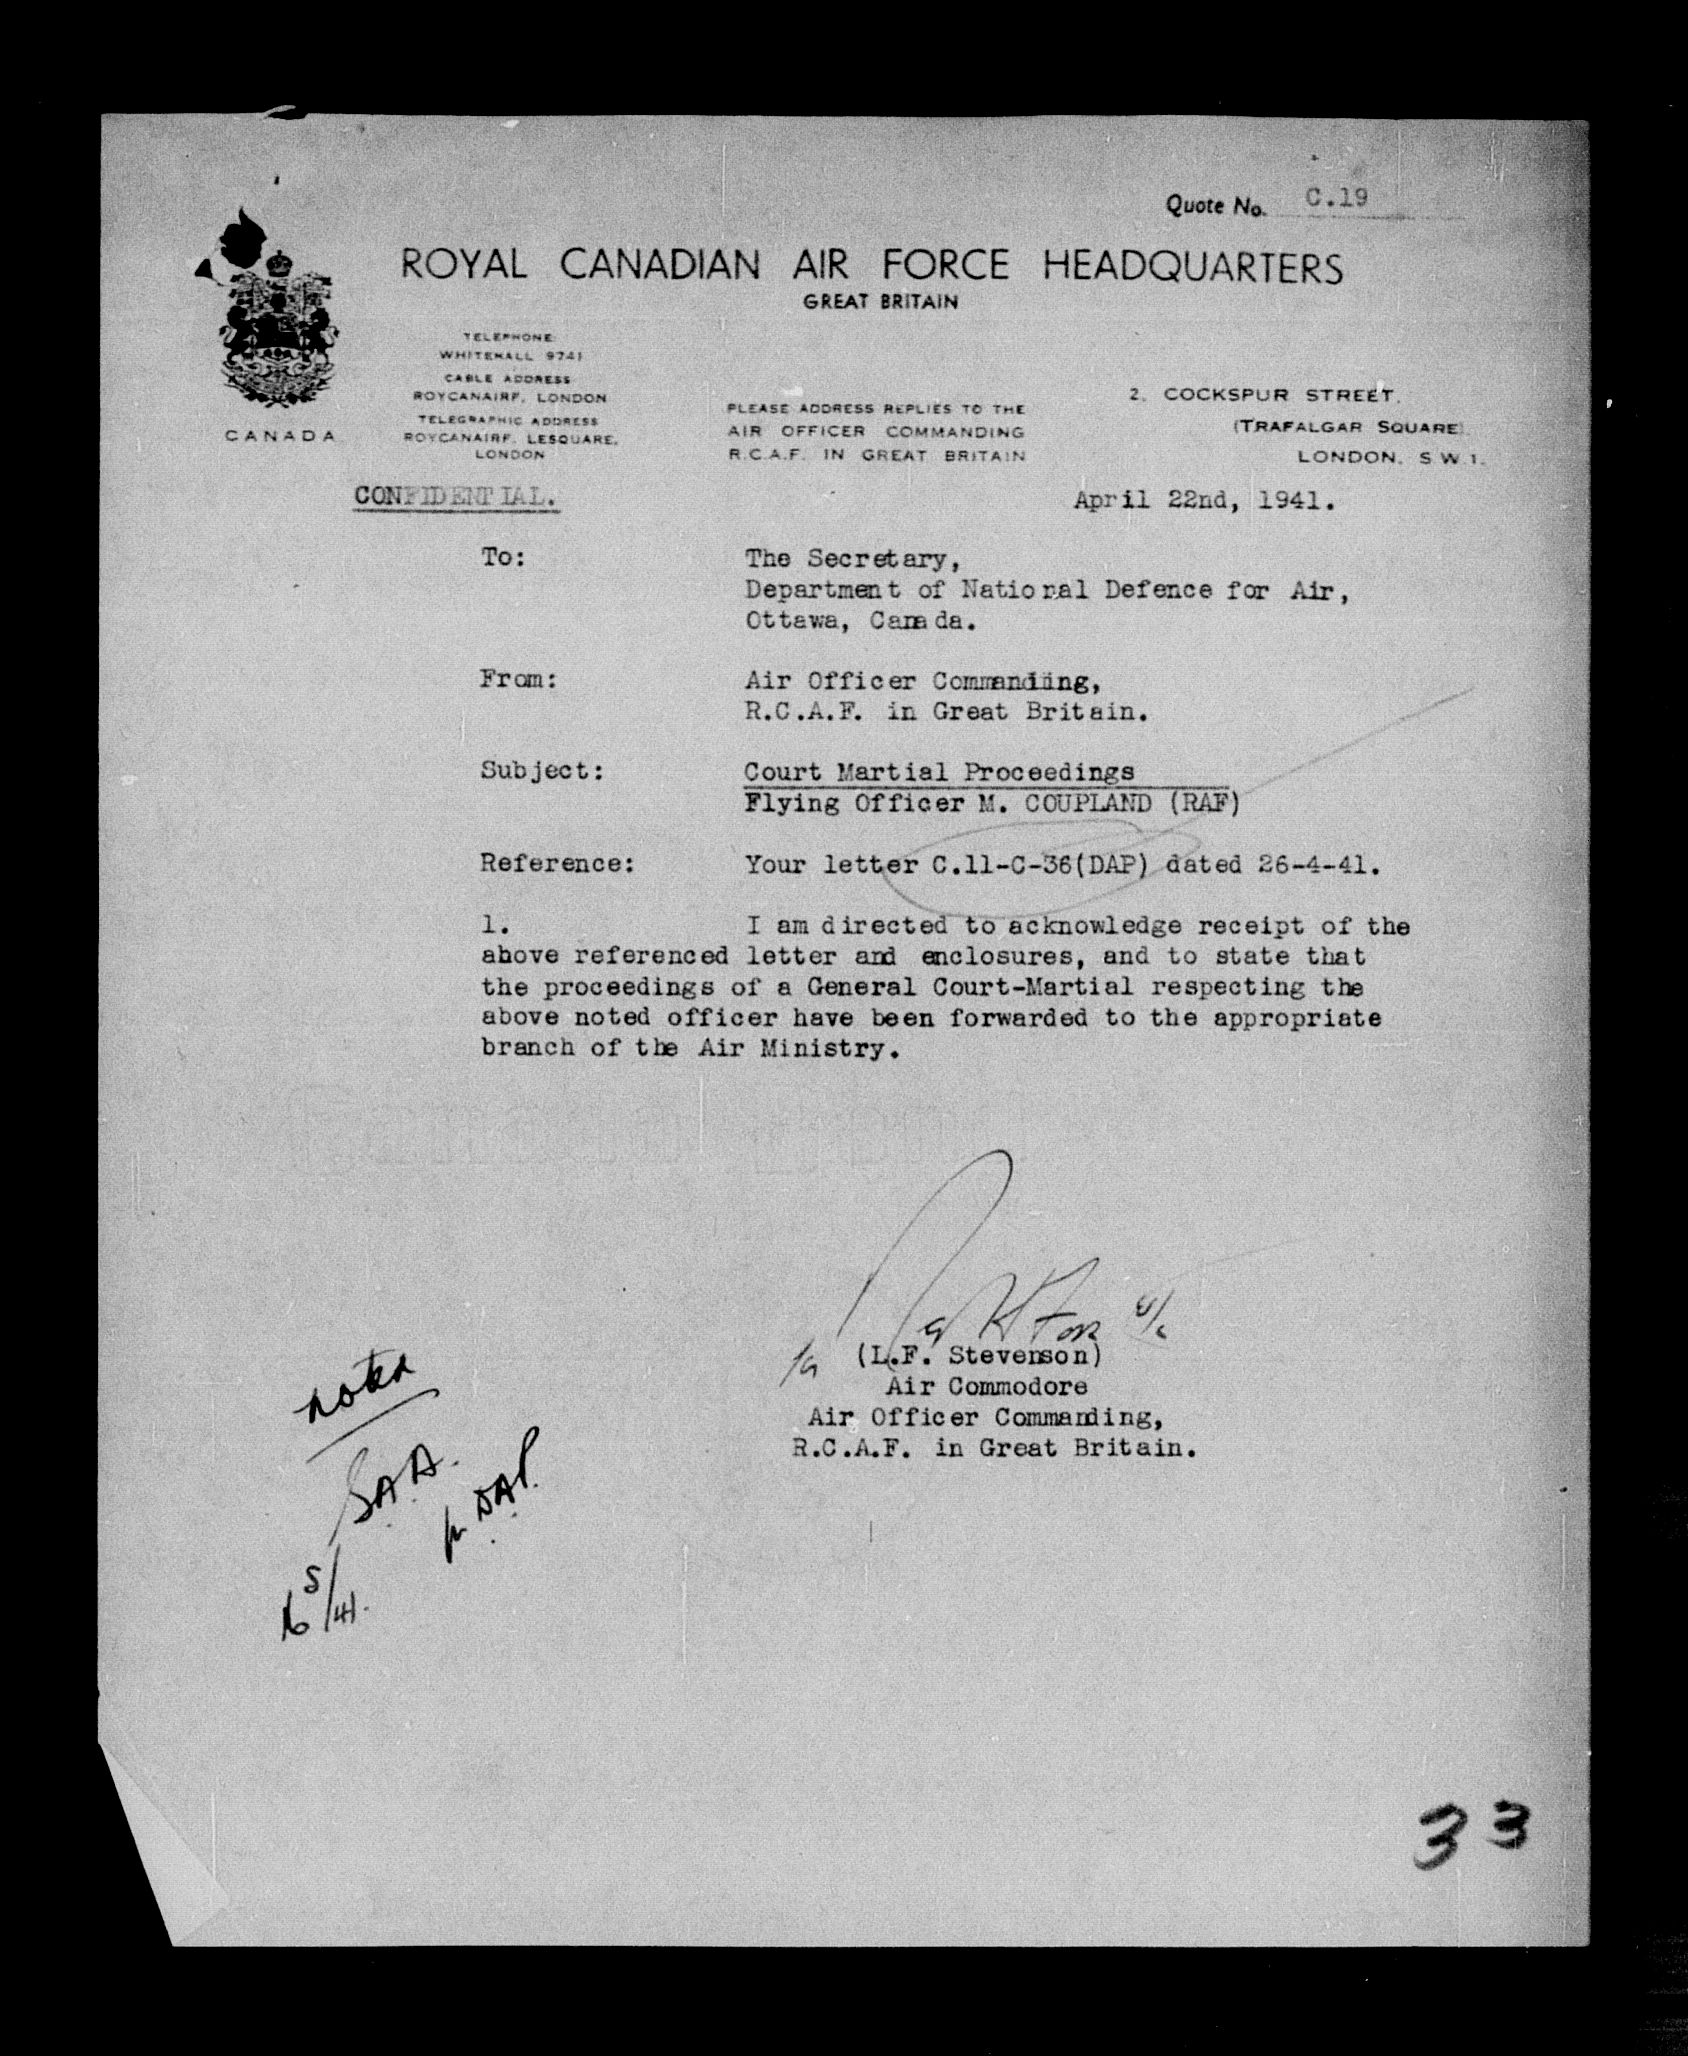 Quote No. C.19
ROYAL CANADIAN AIR FORCE HEADQUARTERS
GREAT BRITAIN
CANADA
TELEPHONE:
WHITEHALL 9741
CABLE ADDRESS
ROYCANAIRF, LONDON
TELEGRAPHIC ADDRESS
ROYCANAIRF, LESQUARE,
LONDON
PLEASE ADDRESS REPLIES TO THE
AIR OFFICER COMMANDING
R.C.A.F. IN GREAT BRITAIN
2, COCKSPUR STREET,
(TRAFALGAR SQUARE),
LONDON, S.W.1.
CONFIDENTIAL.
April 22nd, 1941.
To: The Secretary,
Department of National Defence for Air,
Ottawa, Canada.
From: Air Officer Commanding,
R.C.A.F. in Great Britain.
Subject: Court Martial Proceedings
Flying Officer M. COUPLAND (RAF)
Reference: Your letter C.11-C-36(DAP) dated 26-4-41.
1. I am directed to acknowledge receipt of the
above referenced letter and enclosures, and to state that
the proceedings of a General Court-Martial respecting the
above noted officer have been forwarded to the appropriate
branch of the Air Ministry.
For
(L.F. Stevenson)
Air Commodore
Air Officer Commanding,
R.C.A.F. in Great Britain.
noted
DAP.
33